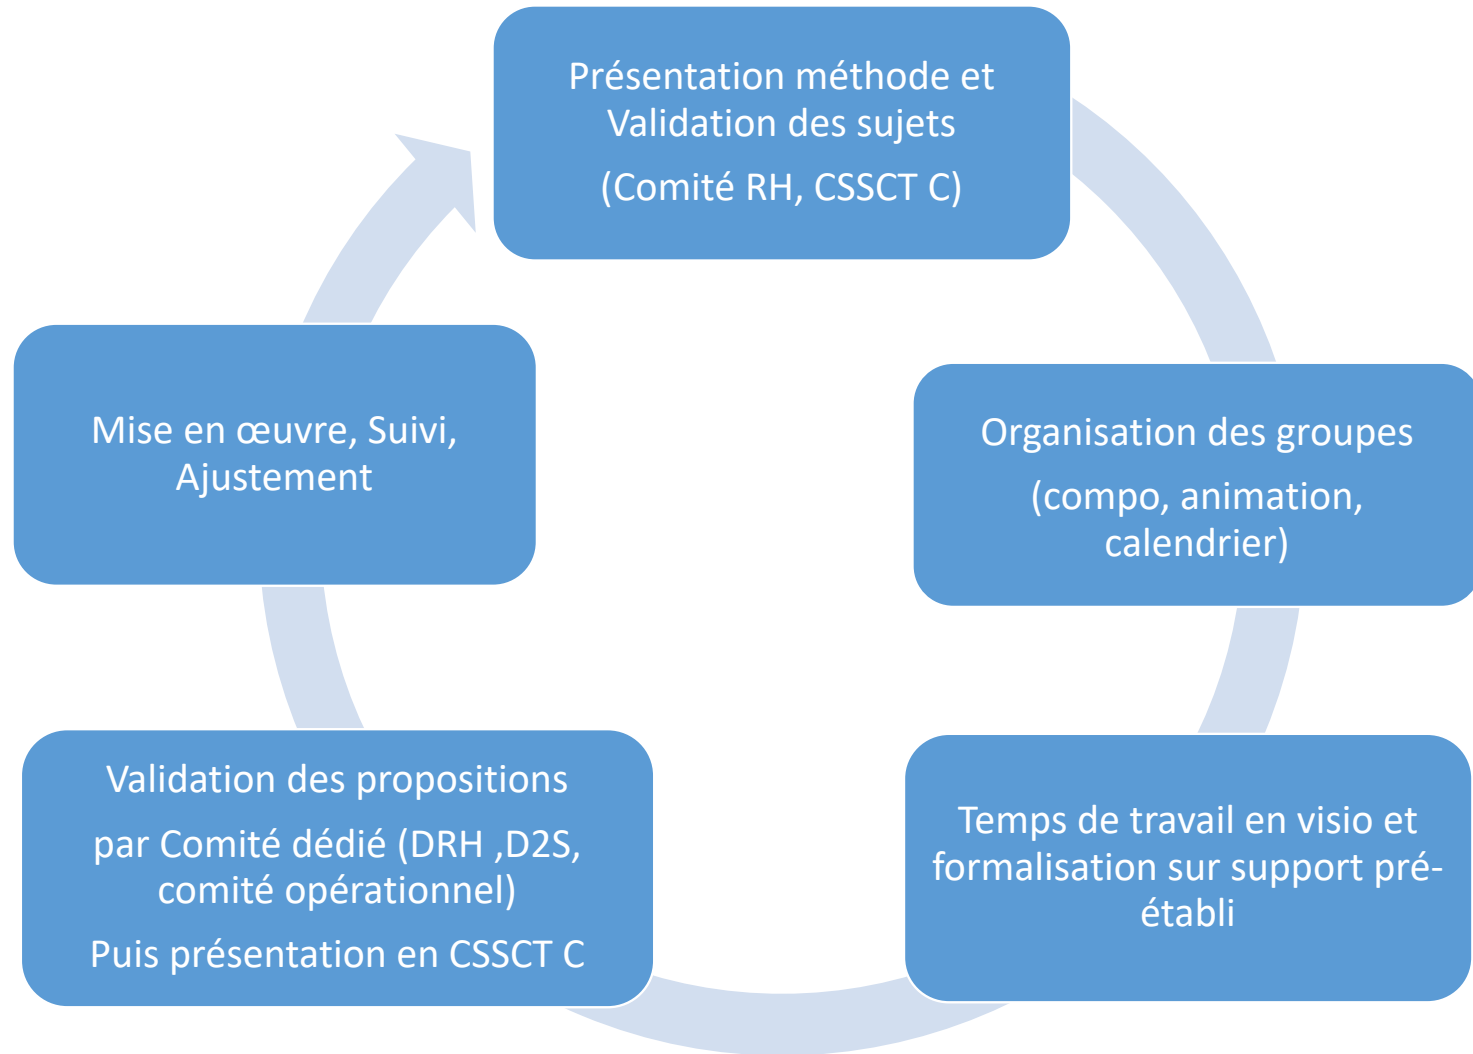 Présentation méthode et
Validation des sujets
(Comité RH, CSSCT C)
Organisation des groupes
(compo, animation,
calendrier)
Temps de travail en visio et
formalisation sur support pré-
établi
Validation des propositions
par Comité dédié (DRH ,D2S,
comité opérationnel)
Puis présentation en CSSCT C
Mise en œuvre, Suivi,
Ajustement